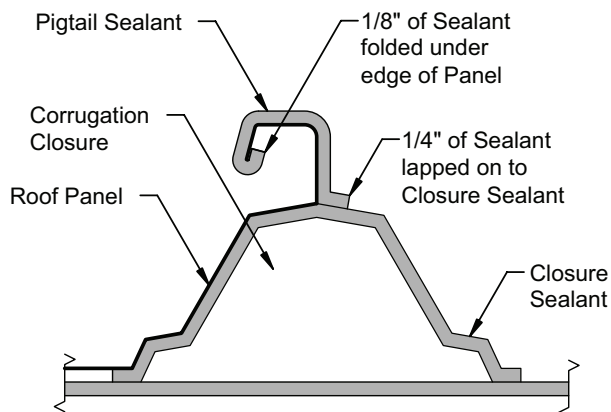 Pigtail Sealant
1/8" of Sealant
folded under
edge of Panel
Corrugation
Closure
1/4" of Sealant
lapped on to
Closure Sealant
Roof Panel
Closure
Sealant